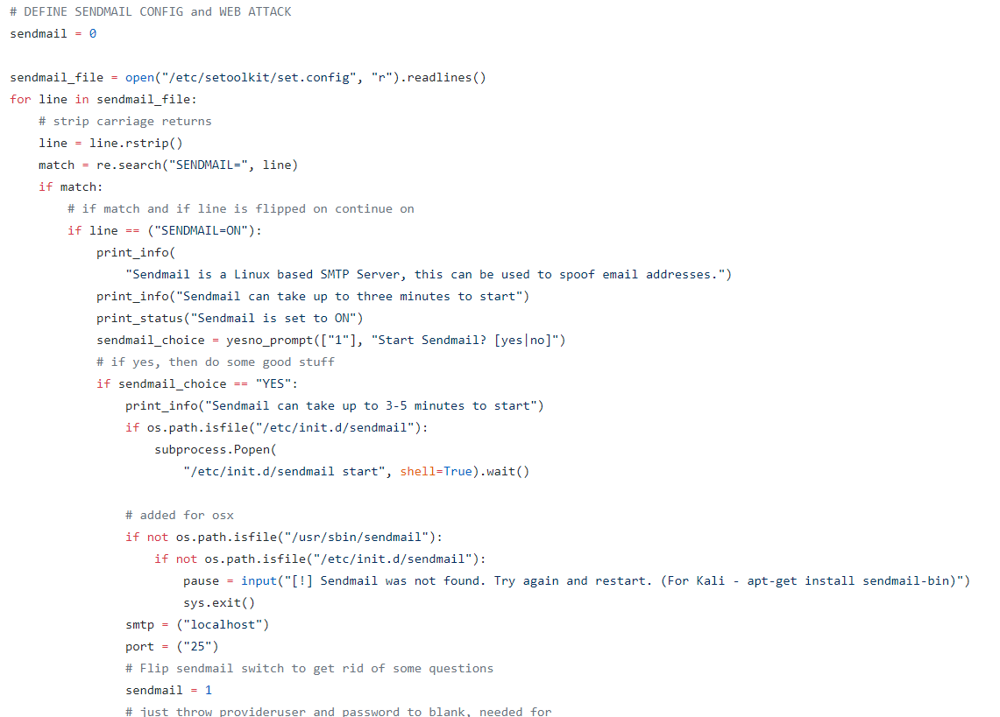 # DEFINE SENDMAIL CONFIG and WEB ATTACK
sendmail = 0

sendmail_file = open("/etc/setoolkit/set.config", "r").readlines()
for line in sendmail_file:
    # strip carriage returns
    line = line.rstrip()
    match = re.search("SENDMAIL=", line)
    if match:
        # if match and if line is flipped on continue on
        if line == ("SENDMAIL=ON"):
            print_info(
                "Sendmail is a Linux based SMTP Server, this can be used to spoof email addresses.")
            print_info("Sendmail can take up to three minutes to start")
            print_status("Sendmail is set to ON")
            sendmail_choice = yesno_prompt(["1"], "Start Sendmail? [yes|no]")
            # if yes, then do some good stuff
            if sendmail_choice == "YES":
                print_info("Sendmail can take up to 3-5 minutes to start")
                if os.path.isfile("/etc/init.d/sendmail"):
                    subprocess.Popen(
                        "/etc/init.d/sendmail start", shell=True).wait()

                # added for osx
                if not os.path.isfile("/usr/sbin/sendmail"):
                    if not os.path.isfile("/etc/init.d/sendmail"):
                        pause = input("[!] Sendmail was not found. Try again and restart. (For Kali - apt-get install sendmail-bin)")
                        sys.exit()
                smtp = ("localhost")
                port = ("25")
                # Flip sendmail switch to get rid of some questions
                sendmail = 1
                # just throw provideruser and password to blank, needed for